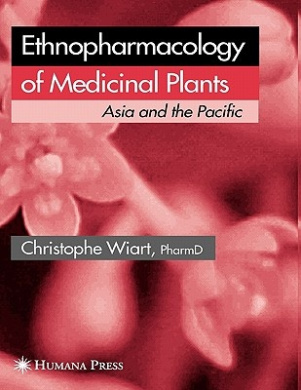 Ethnopharmacology
of Medicinal Plants
Asia and the Pacific
Christophe Wiart, PharmD
HUMANA PRESS